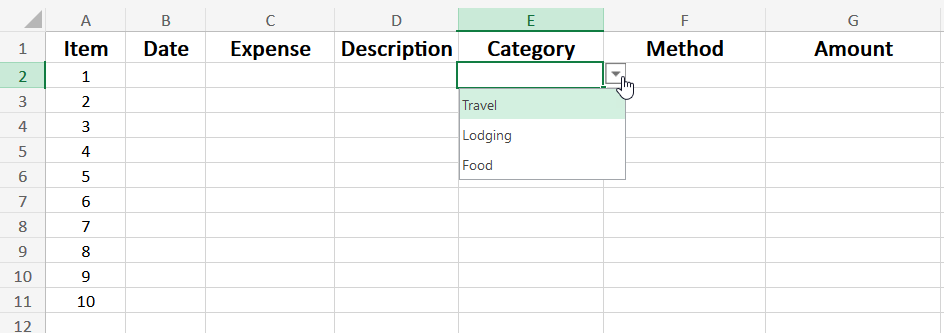 A B C D E F G
1 Item Date Expense Description Category Method Amount
2 1
3 2 Travel
4 3
5 4 Lodging
6 5 Food
7 6
8 7
9 8
10 9
11 10
12